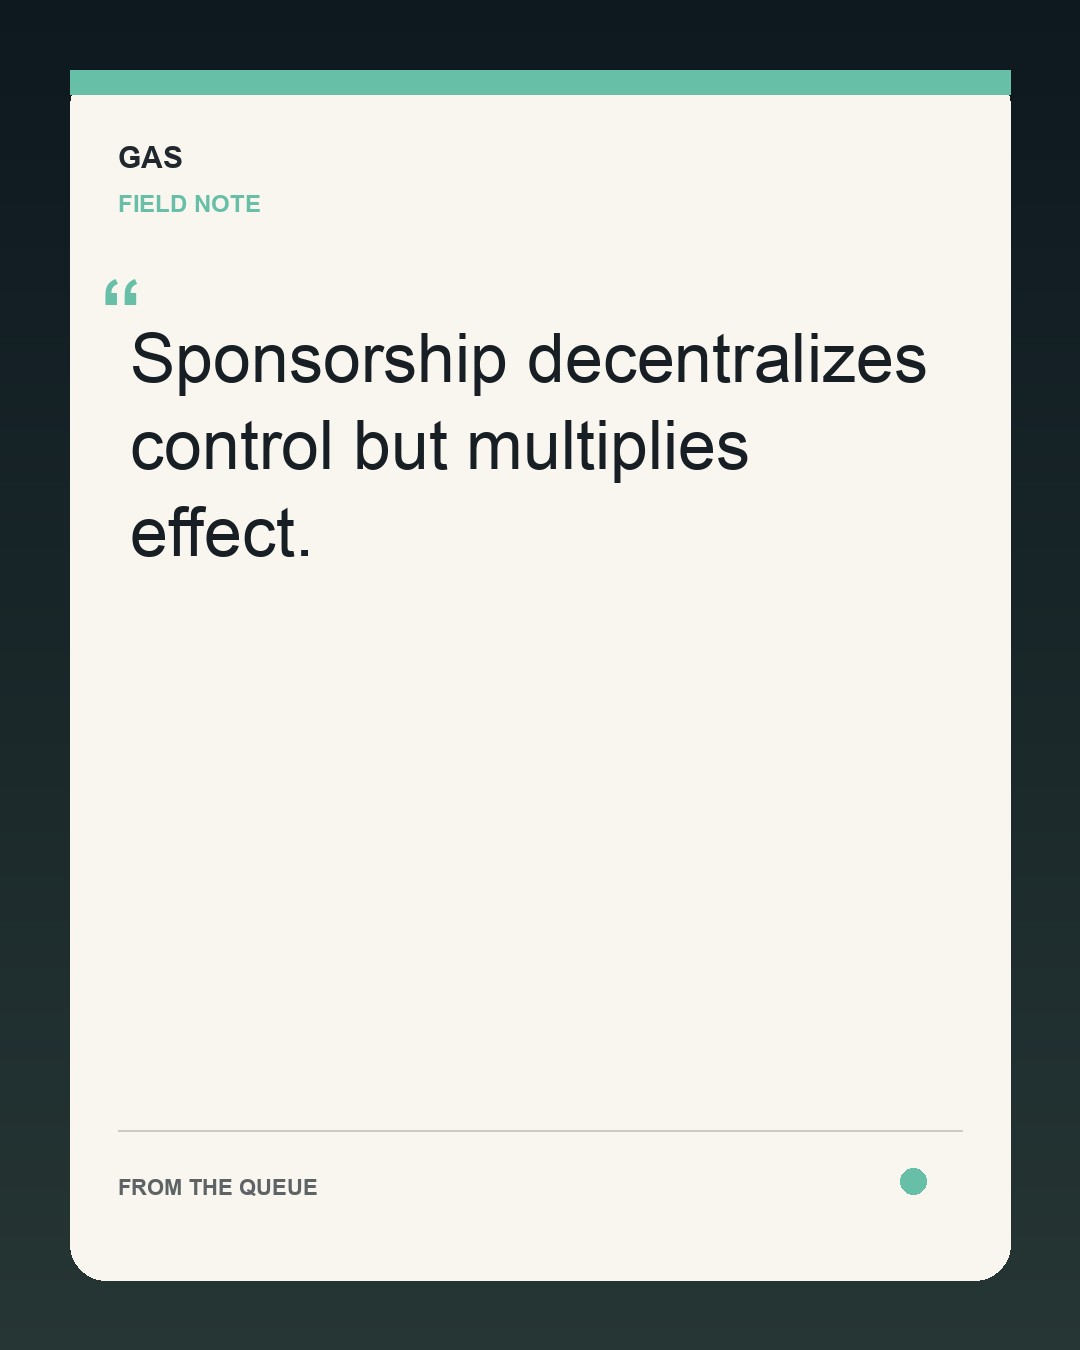 GAS
FIELD NOTE
“
Sponsorship decentralizes
control but multiplies
effect.
FROM THE QUEUE